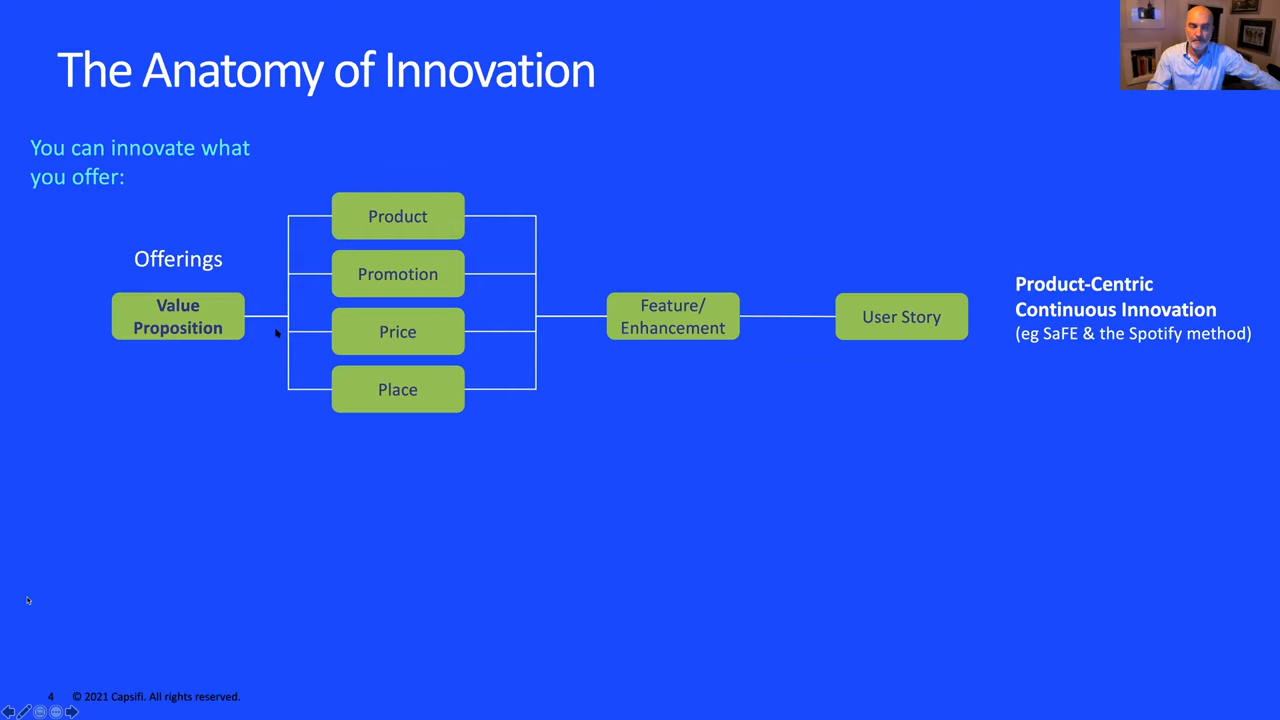 The Anatomy of Innovation
You can innovate what
you offer:
Offerings
Value
Proposition
Product
Promotion
Price
Place
Feature/
Enhancement
User Story
Product-Centric
Continuous Innovation
(eg SaFE & the Spotify method)
4 © 2021 Capsifi. All rights reserved.